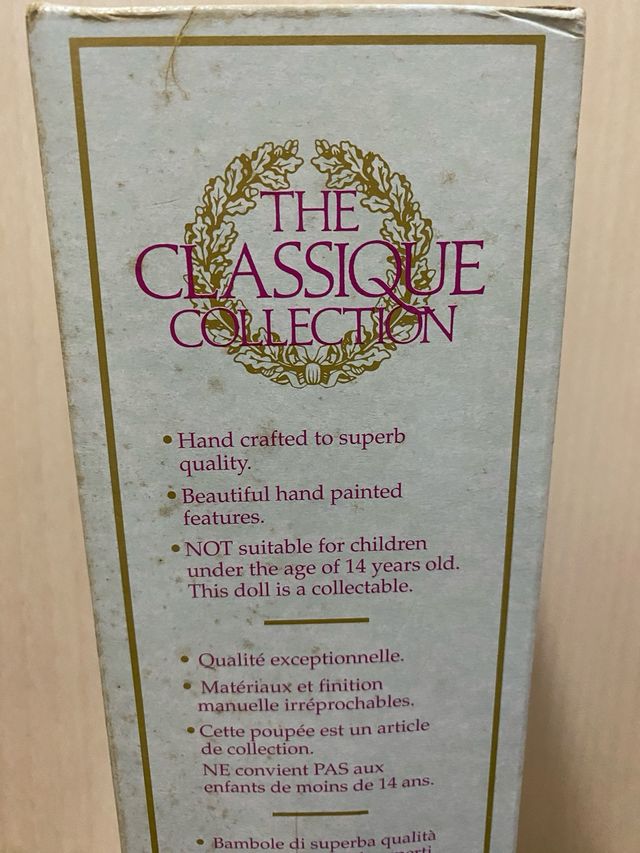 THE
CLASSIQUE
COLLECTION
• Hand crafted to superb
quality.
• Beautiful hand painted
features.
• NOT suitable for children
under the age of 14 years old.
This doll is a collectable.
• Qualité exceptionnelle.
• Matériaux et finition
manuelle irréprochables.
• Cette poupée est un article
de collection.
NE convient PAS aux
enfants de moins de 14 ans.
• Bambole di superba qualità